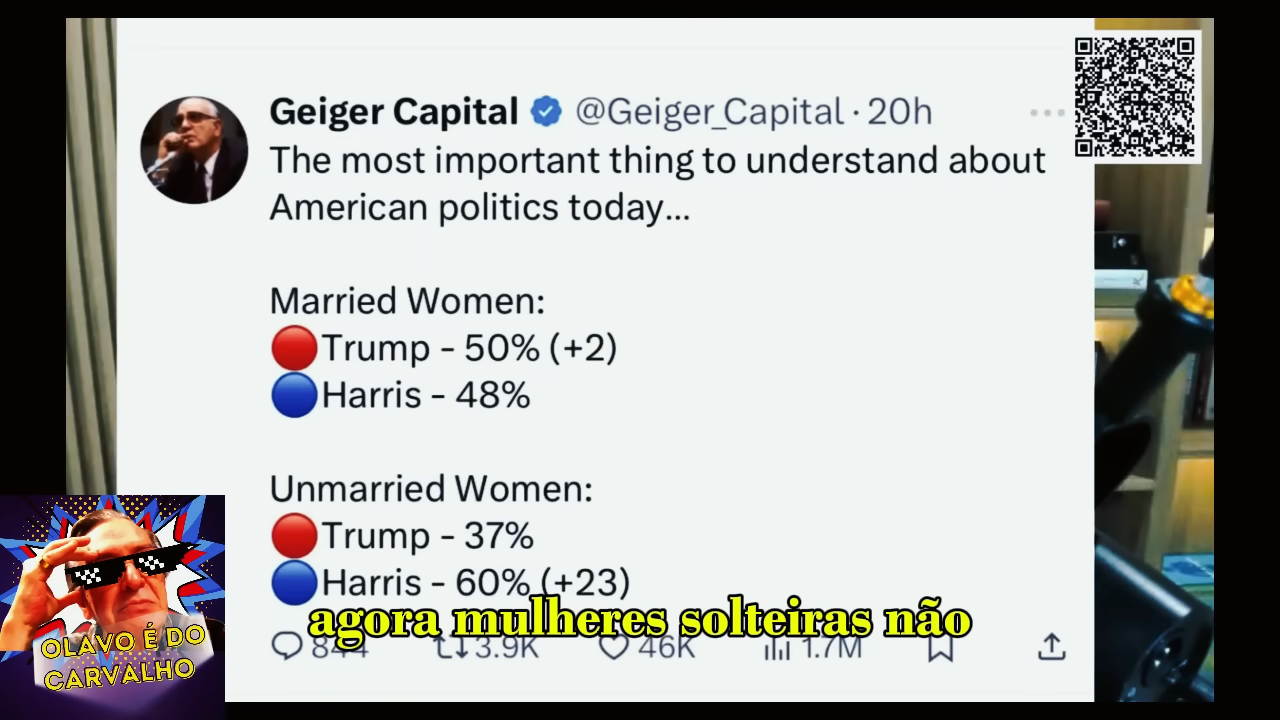 Geiger Capital @Geiger_Capital · 20h
The most important thing to understand about
American politics today...
Married Women:
🔴Trump - 50% (+2)
🔵Harris - 48%
Unmarried Women:
🔴Trump - 37%
🔵Harris - 60% (+23)
agora mulheres solteiras não
844 3.9K 46K 1.7M
OLAVO É DO
CARVALHO